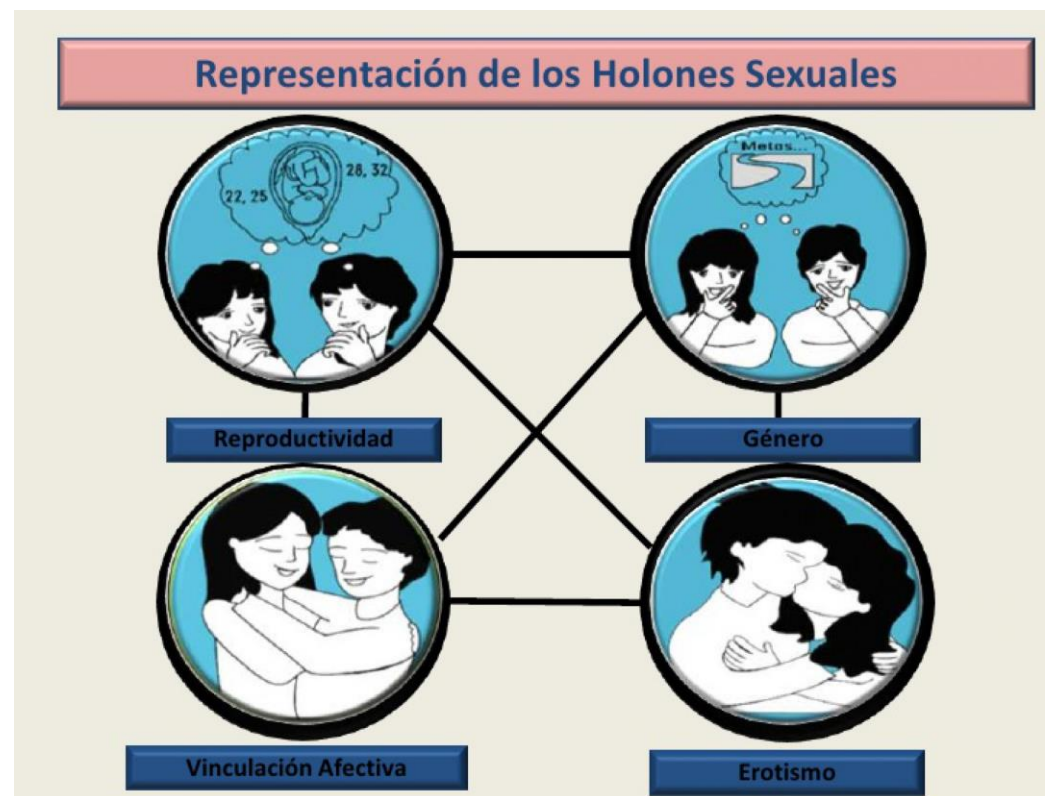 Representación de los Holones Sexuales
22, 25
28, 32
Metas...
Reproductividad
Género
Vinculación Afectiva
Erotismo